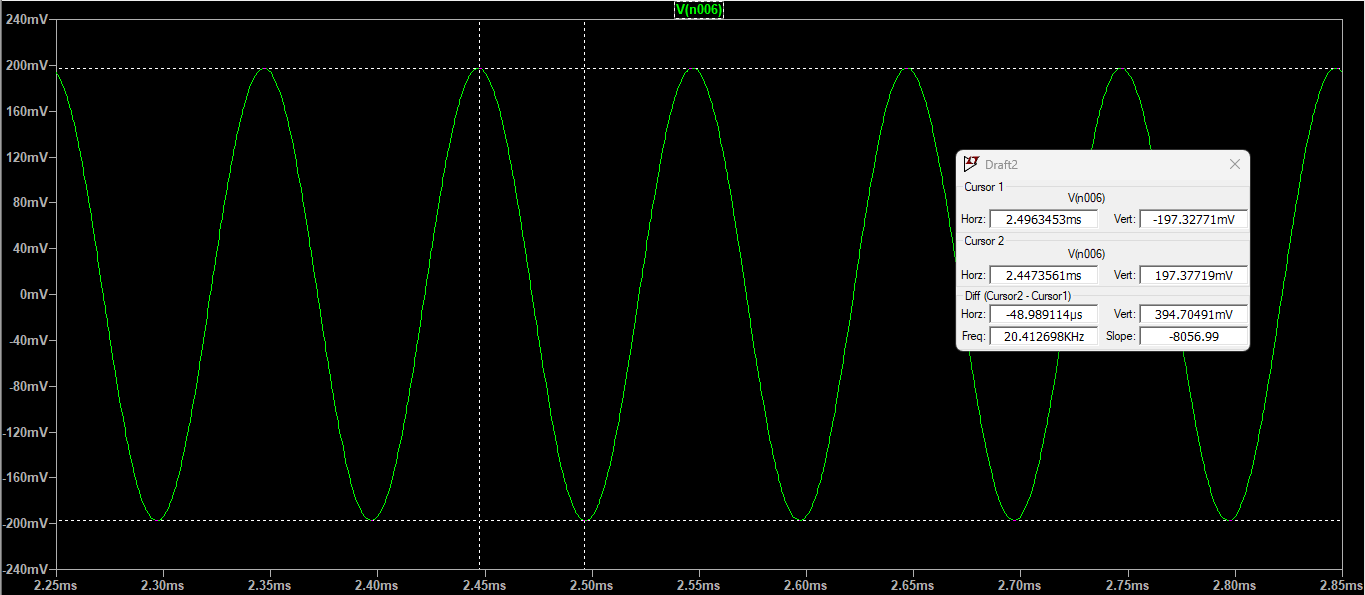 V(n006)
240mV
200mV
160mV
120mV
80mV
40mV
0mV
-40mV
-80mV
-120mV
-160mV
-200mV
-240mV
2.25ms 2.30ms 2.35ms 2.40ms 2.45ms 2.50ms 2.55ms 2.60ms 2.65ms 2.70ms 2.75ms 2.80ms 2.85ms
Draft2
Cursor 1
V(n006)
Horz: 2.4963453ms Vert: -197.32771mV
Cursor 2
V(n006)
Horz: 2.4473561ms Vert: 197.37719mV
Diff (Cursor2 - Cursor1)
Horz: -48.989114µs Vert: 394.70491mV
Freq: 20.412698KHz Slope: -8056.99